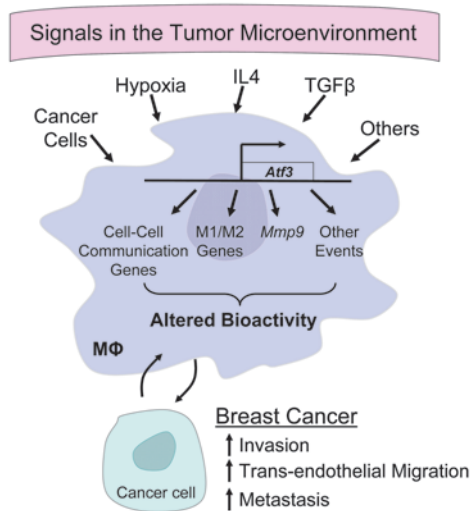 Signals in the Tumor Microenvironment
Hypoxia
IL4
TGFβ
Cancer
Cells
Others
Atf3
Cell-Cell
Communication
Genes
M1/M2
Genes
Mmp9
Other
Events
Altered Bioactivity
MΦ
Breast Cancer
Invasion
Trans-endothelial Migration
Metastasis
Cancer cell